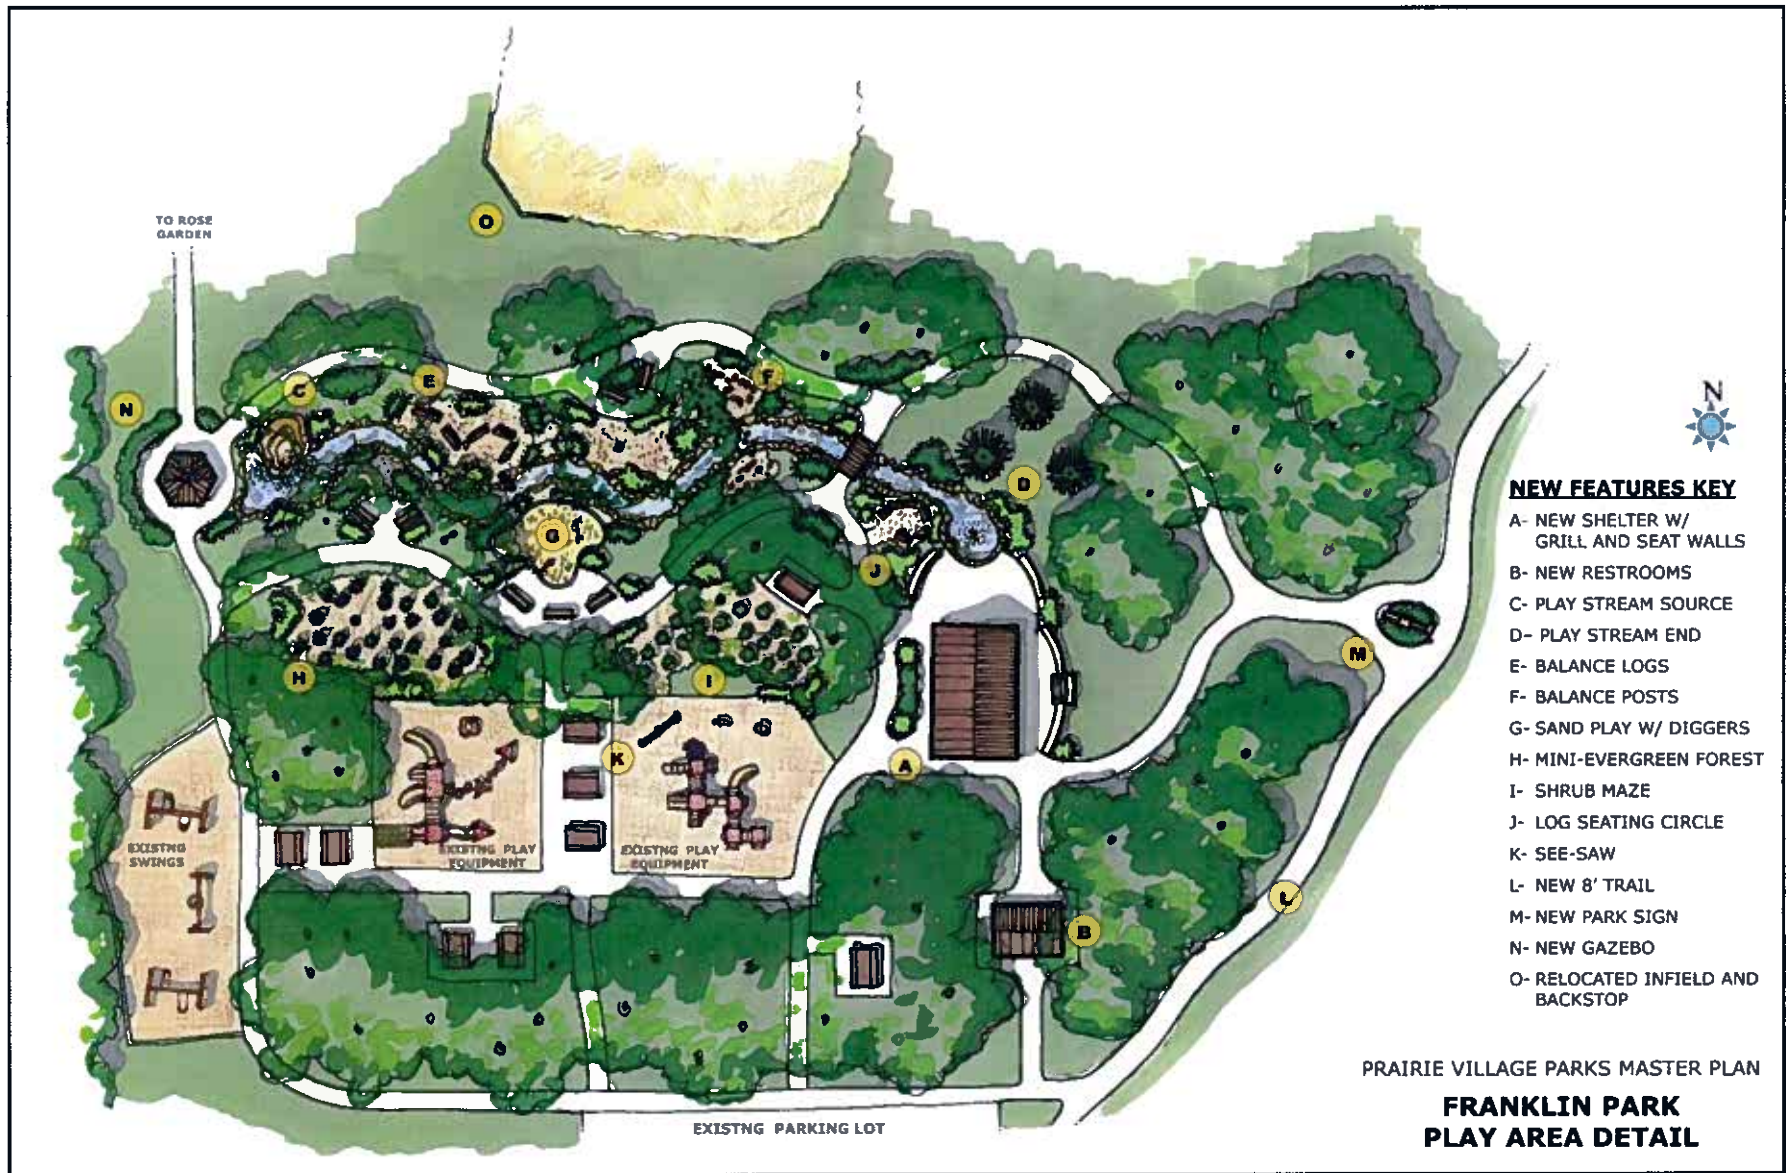 TO ROSE
GARDEN
O
N
C
E
F
D
G
J
H
I
K
A
M
L
B
EXISTNG
SWINGS
EXISTNG PLAY
EQUIPMENT
EXISTNG PLAY
EQUIPMENT
EXISTNG PARKING LOT
N
NEW FEATURES KEY
A- NEW SHELTER W/
GRILL AND SEAT WALLS
B- NEW RESTROOMS
C- PLAY STREAM SOURCE
D- PLAY STREAM END
E- BALANCE LOGS
F- BALANCE POSTS
G- SAND PLAY W/ DIGGERS
H- MINI-EVERGREEN FOREST
I- SHRUB MAZE
J- LOG SEATING CIRCLE
K- SEE-SAW
L- NEW 8' TRAIL
M- NEW PARK SIGN
N- NEW GAZEBO
O- RELOCATED INFIELD AND
BACKSTOP
PRAIRIE VILLAGE PARKS MASTER PLAN
FRANKLIN PARK
PLAY AREA DETAIL